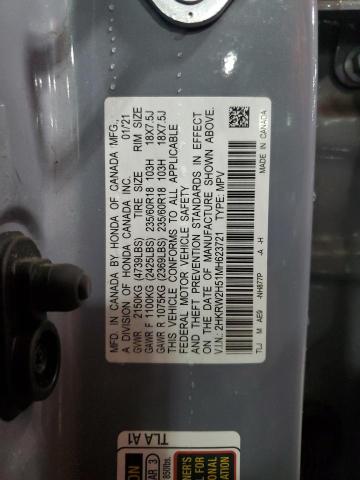 MFD. IN CANADA BY HONDA OF CANADA MFG.,
A DIVISION OF HONDA CANADA INC. 01/21
GVWR 2150KG (4739LBS) TIRE SIZE RIM SIZE
GAWR F 1100KG (2425LBS) 235/60R18 103H 18X7.5J
GAWR R 1075KG (2369LBS) 235/60R18 103H 18X7.5J
THIS VEHICLE CONFORMS TO ALL APPLICABLE
FEDERAL MOTOR VEHICLE SAFETY
AND THEFT PREVENTION STANDARDS IN EFFECT
ON THE DATE OF MANUFACTURE SHOWN ABOVE.
V.I.N.: 2HKRW2H51MH623721 TYPE: MPV
TLJ M AE9 -NH877P -A -H MADE IN CANADA
TLA A1